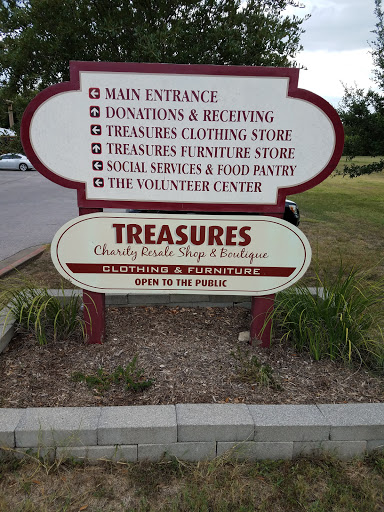 MAIN ENTRANCE
DONATIONS & RECEIVING
TREASURES CLOTHING STORE
TREASURES FURNITURE STORE
SOCIAL SERVICES & FOOD PANTRY
THE VOLUNTEER CENTER
TREASURES
Charity Resale Shop & Boutique
CLOTHING & FURNITURE
OPEN TO THE PUBLIC